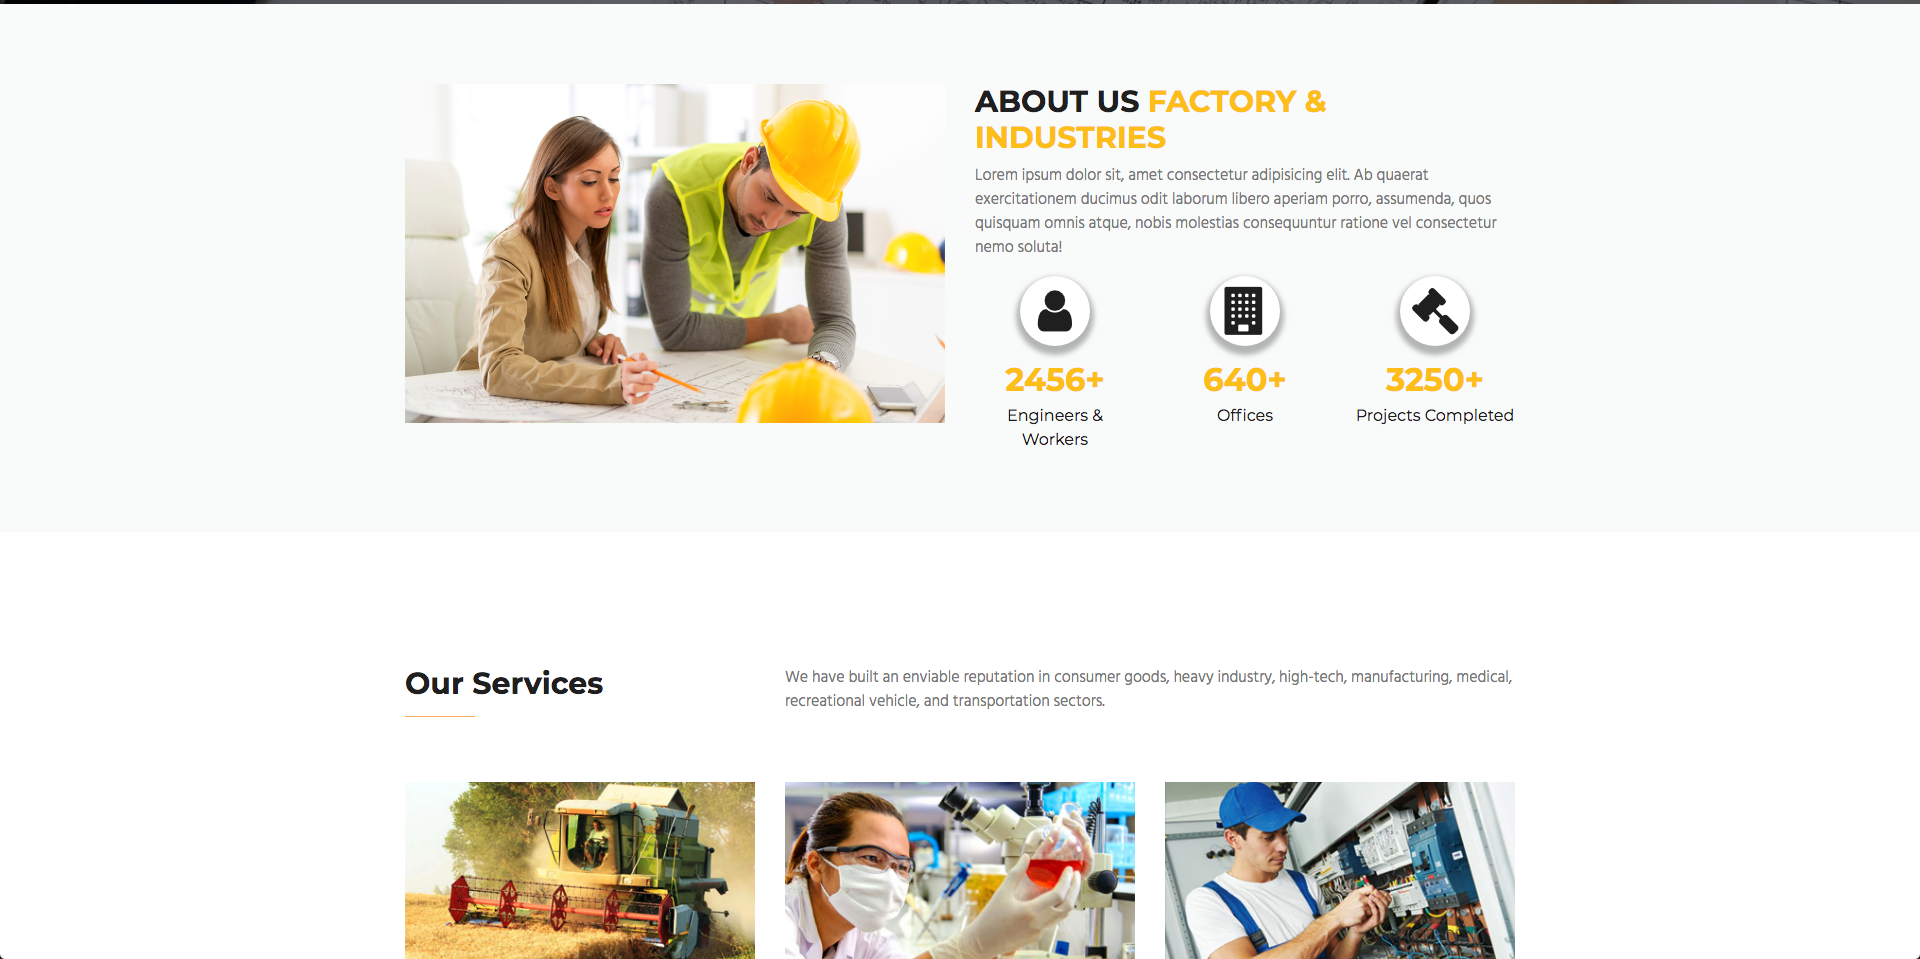 ABOUT US FACTORY &
INDUSTRIES
Lorem ipsum dolor sit, amet consectetur adipisicing elit. Ab quaerat
exercitationem ducimus odit laborum libero aperiam porro, assumenda, quos
quisquam omnis atque, nobis molestias consequuntur ratione vel consectetur
nemo soluta!
2456+
Engineers &
Workers
640+
Offices
3250+
Projects Completed
Our Services
We have built an enviable reputation in consumer goods, heavy industry, high-tech, manufacturing, medical,
recreational vehicle, and transportation sectors.